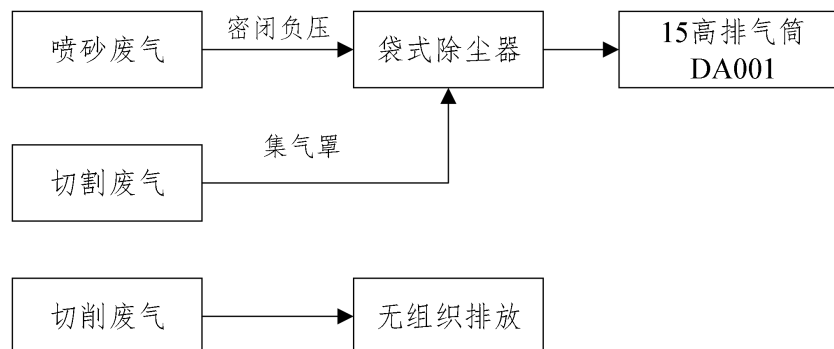 喷砂废气
密闭负压
袋式除尘器
15高排气筒
DA001
集气罩
切割废气
切削废气
无组织排放